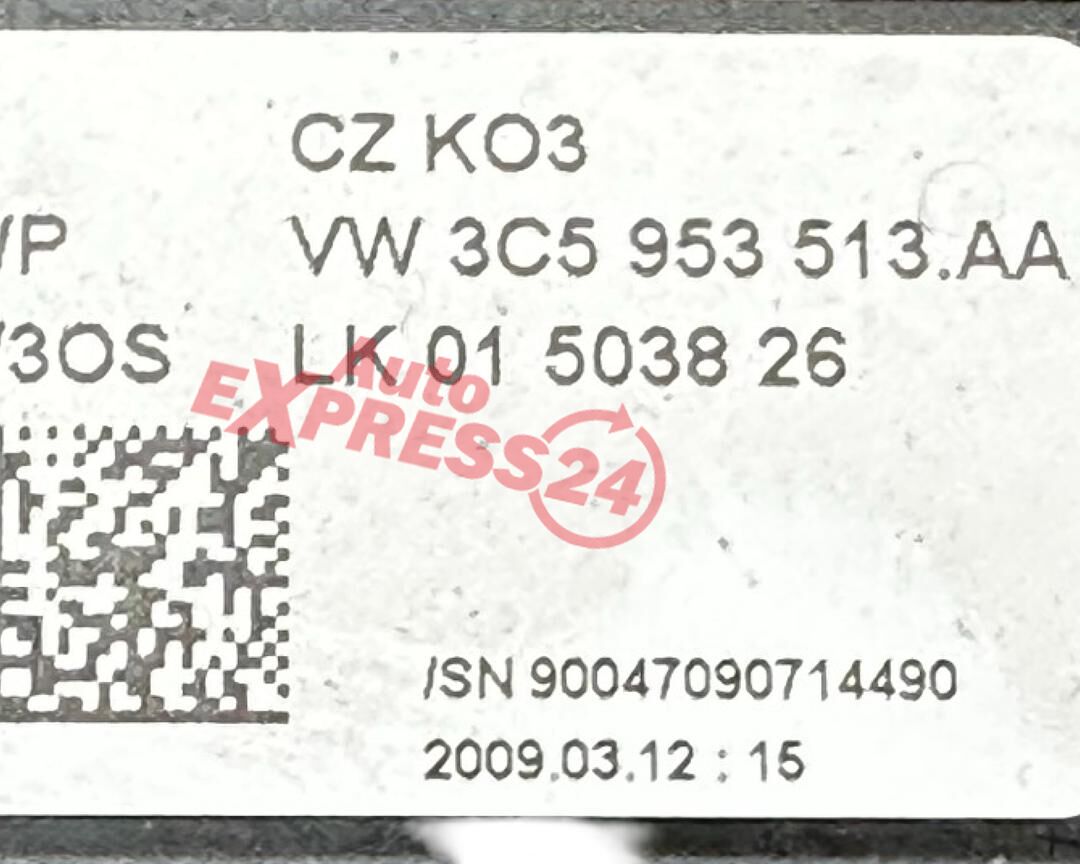 CZ KO3
VP VW 3C5 953 513.AA
3OS LK 01 5038 26
Auto
EXPRESS24
/SN 90047090714490
2009.03.12 : 15